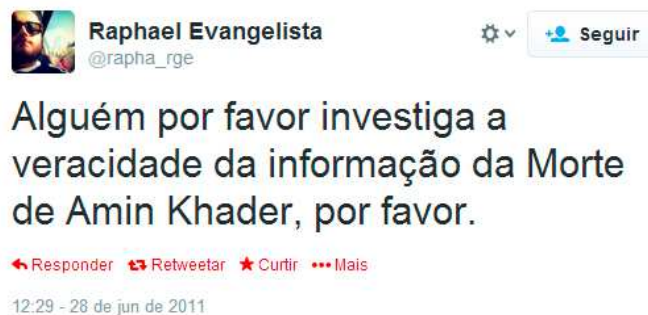 Raphael Evangelista
@rapha_rge
Seguir
Alguém por favor investiga a
veracidade da informação da Morte
de Amin Khader, por favor.
Responder Retweetar Curtir Mais
12:29 - 28 de jun de 2011